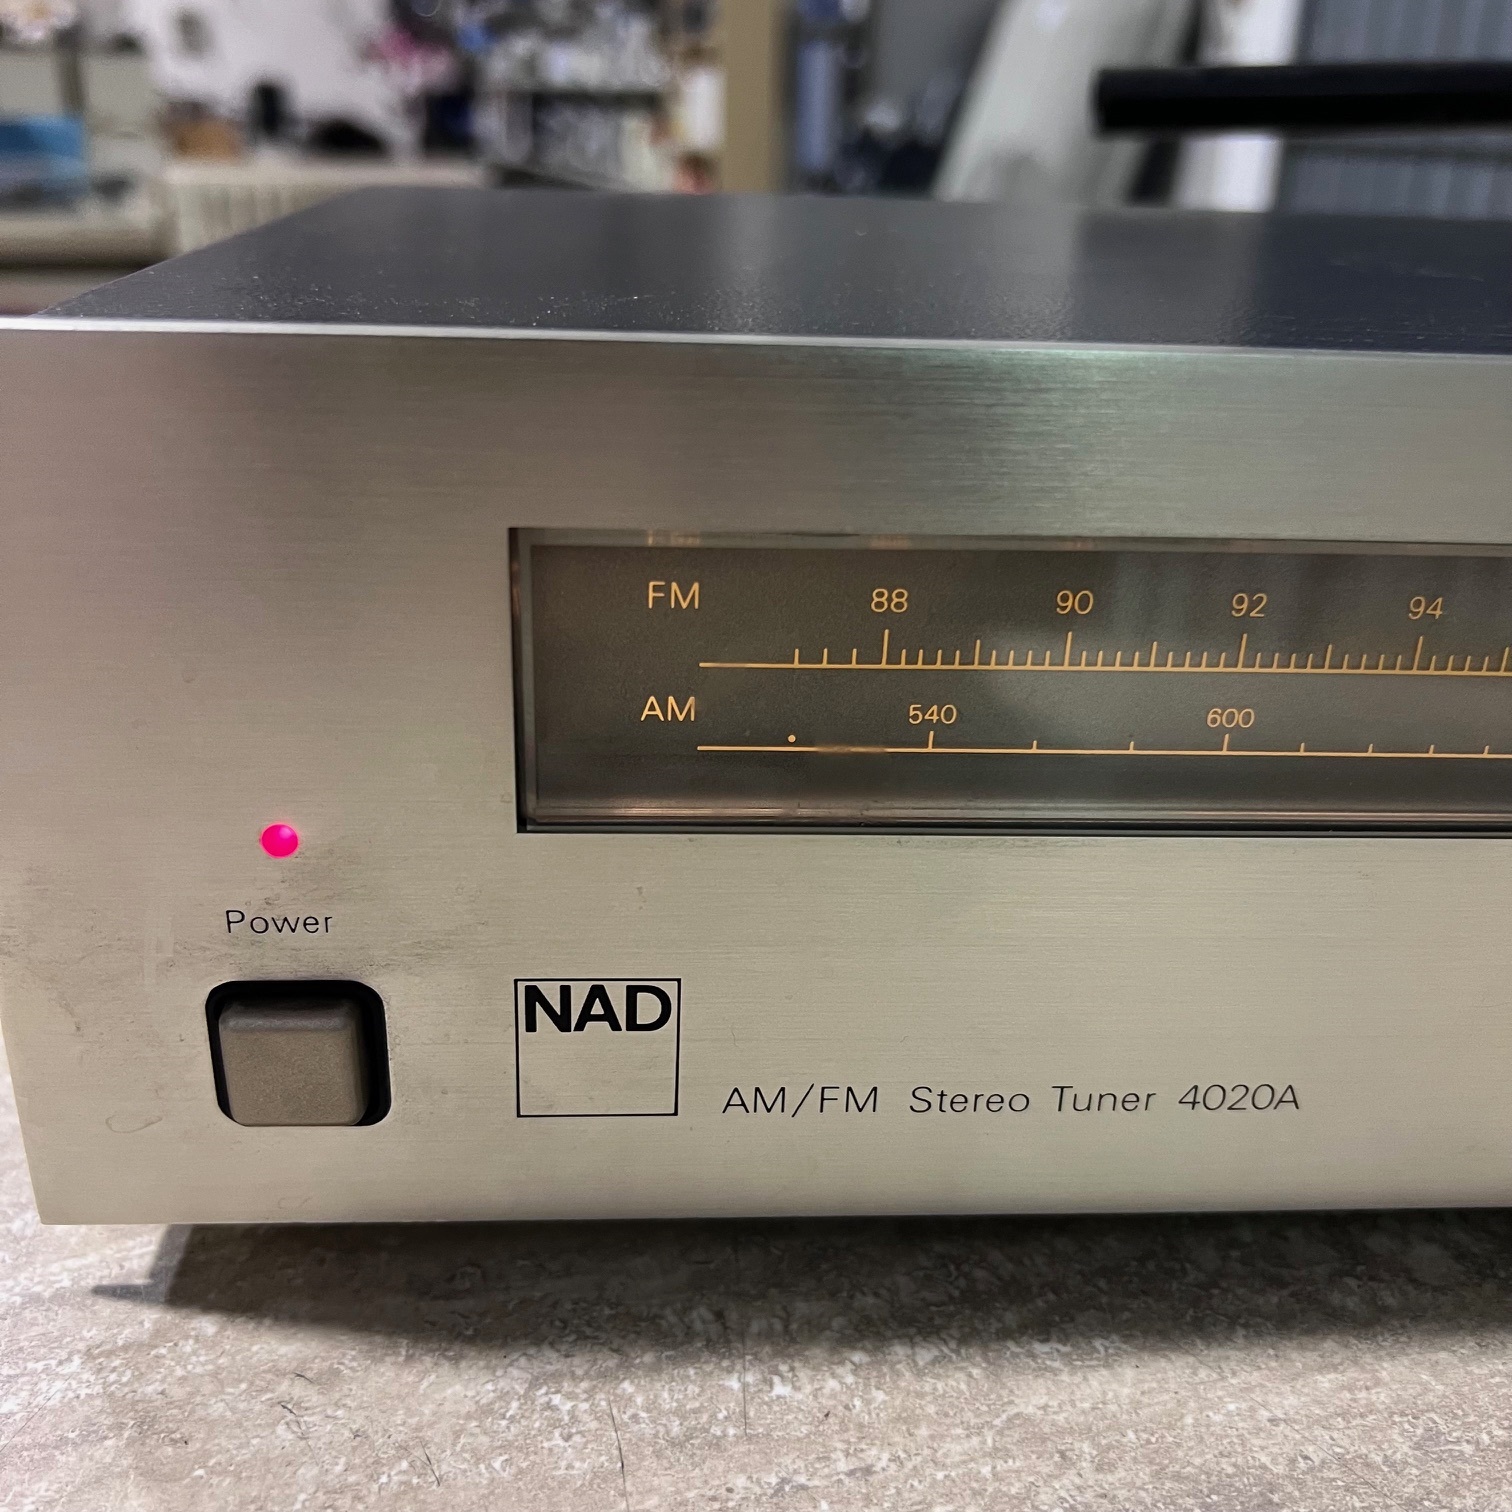 FM 88 90 92 94
AM 540 600
Power
NAD
AM/FM Stereo Tuner 4020A